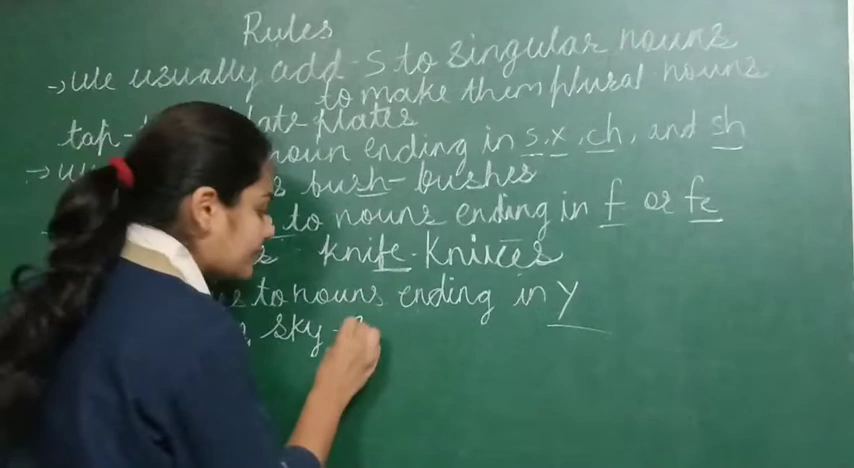 Rules
→ We usually add -s to singular nouns
to make them plural nouns
tap- plate plates
→ noun ending in s, x, ch, and sh
bush - bushes
to nouns ending in f or fe
knife - knives
to nouns ending in y
sky -